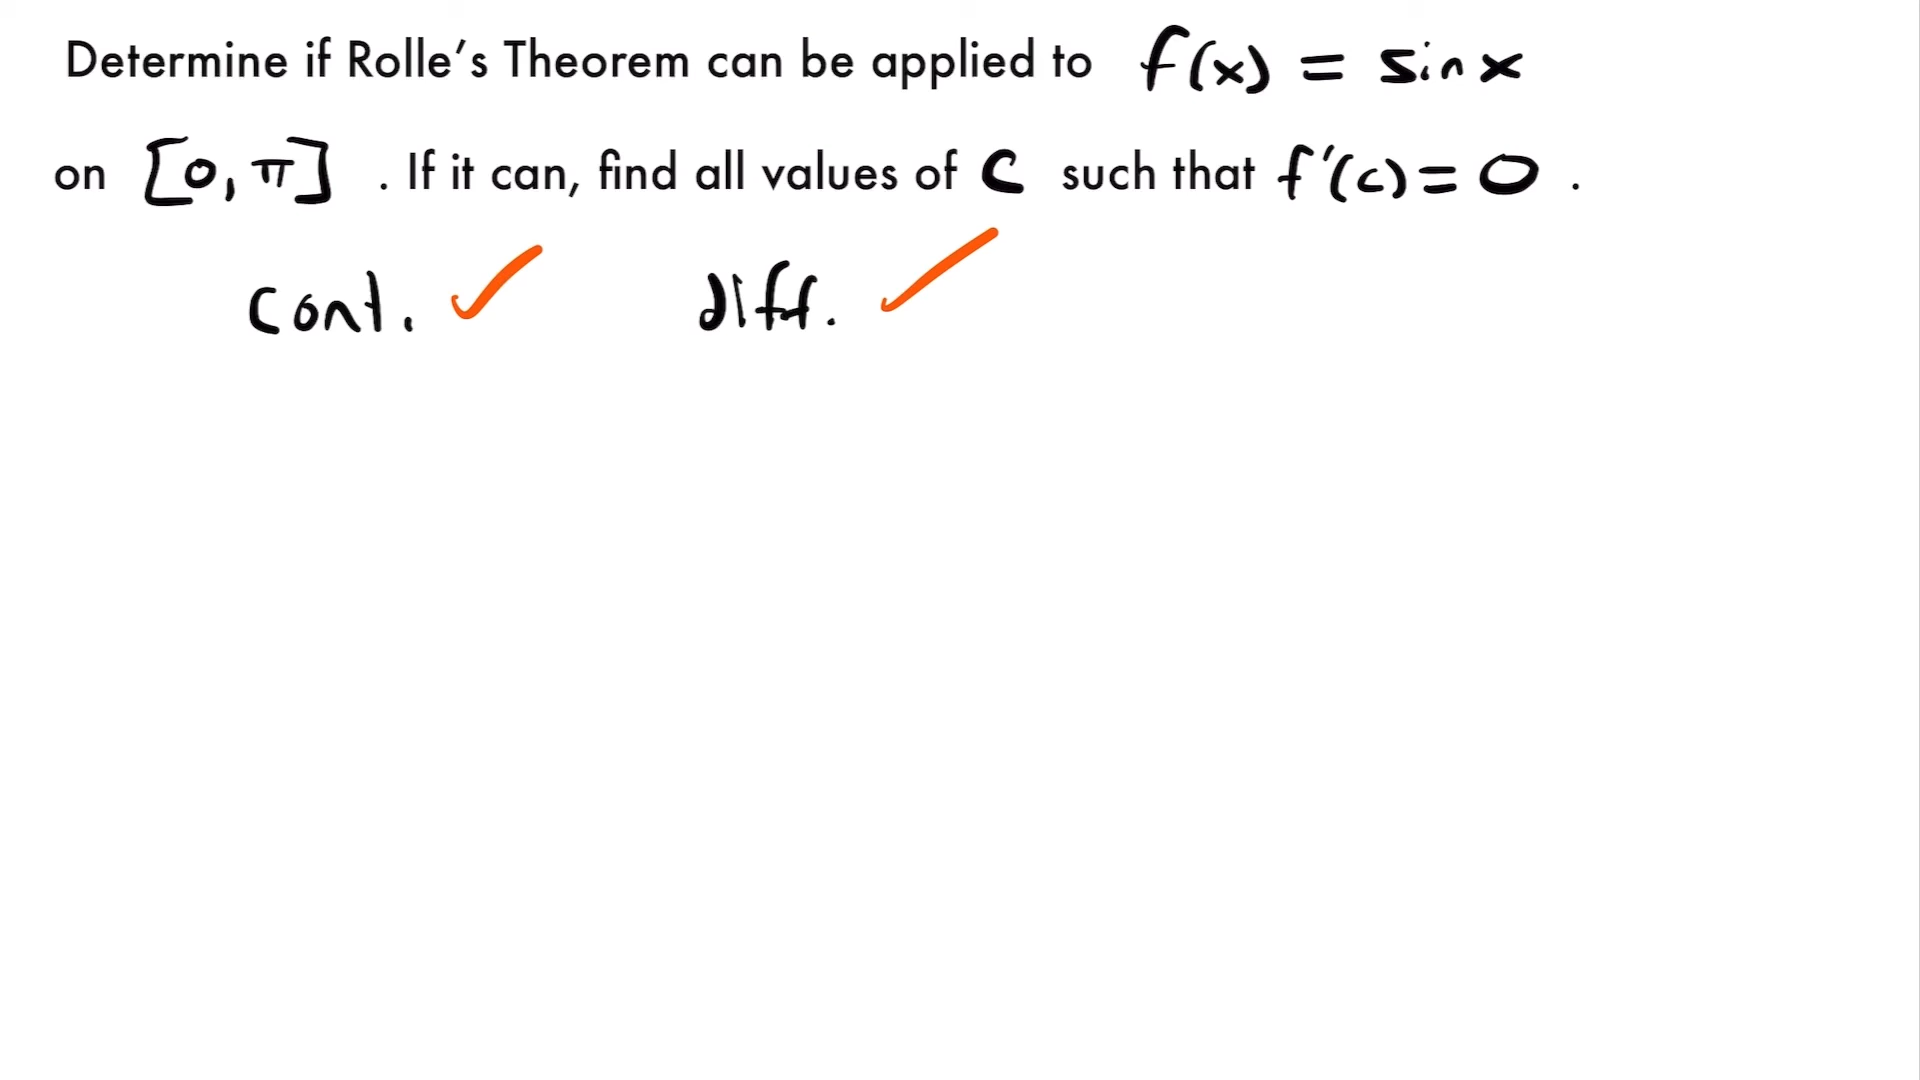 Determine if Rolle's Theorem can be applied to f(x) = sin x
on [0, π] . If it can, find all values of C such that f'(c) = 0 .
cont. ✓ diff. ✓